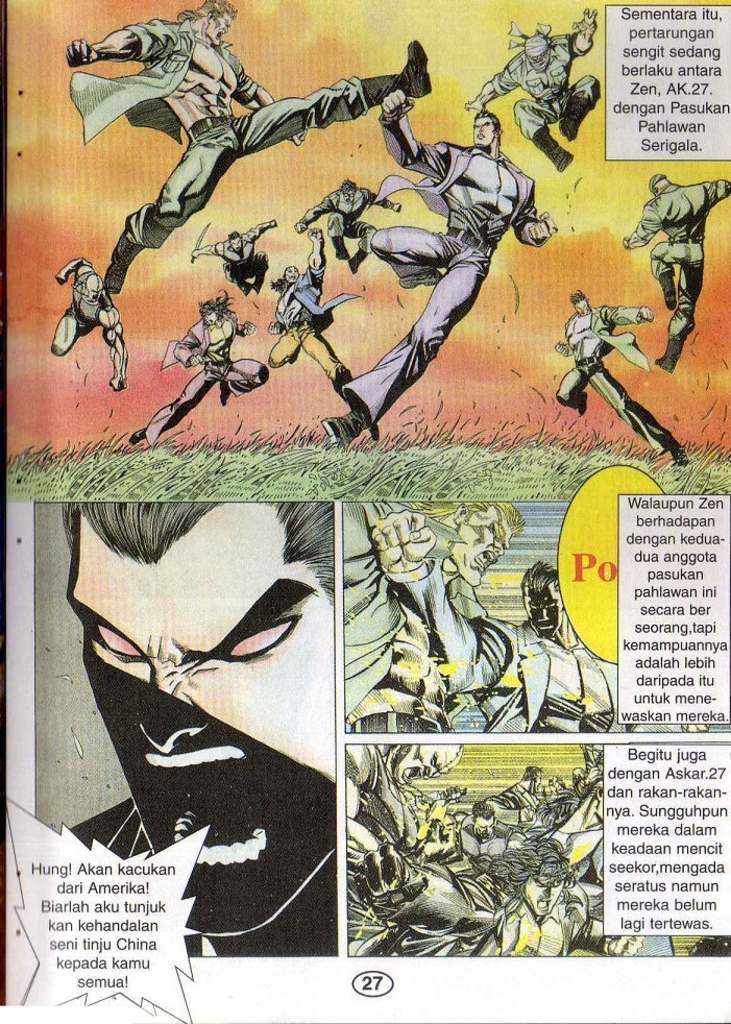 Sementara itu,
pertarungan
sengit sedang
berlaku antara
Zen, AK.27.
dengan Pasukan
Pahlawan
Serigala.
Po
Walaupun Zen
berhadapan
dengan kedua-
dua anggota
pasukan
pahlawan ini
secara ber
seorang,tapi
kemampuannya
adalah lebih
daripada itu
untuk mene-
waskan mereka.
Begitu juga
dengan Askar.27
dan rakan-rakan-
nya. Sungguhpun
mereka dalam
keadaan mencit
seekor,mengada
seratus namun
mereka belum
lagi tertewas.
Hung! Akan kacukan
dari Amerika!
Biarlah aku tunjuk
kan kehandalan
seni tinju China
kepada kamu
semua!
27